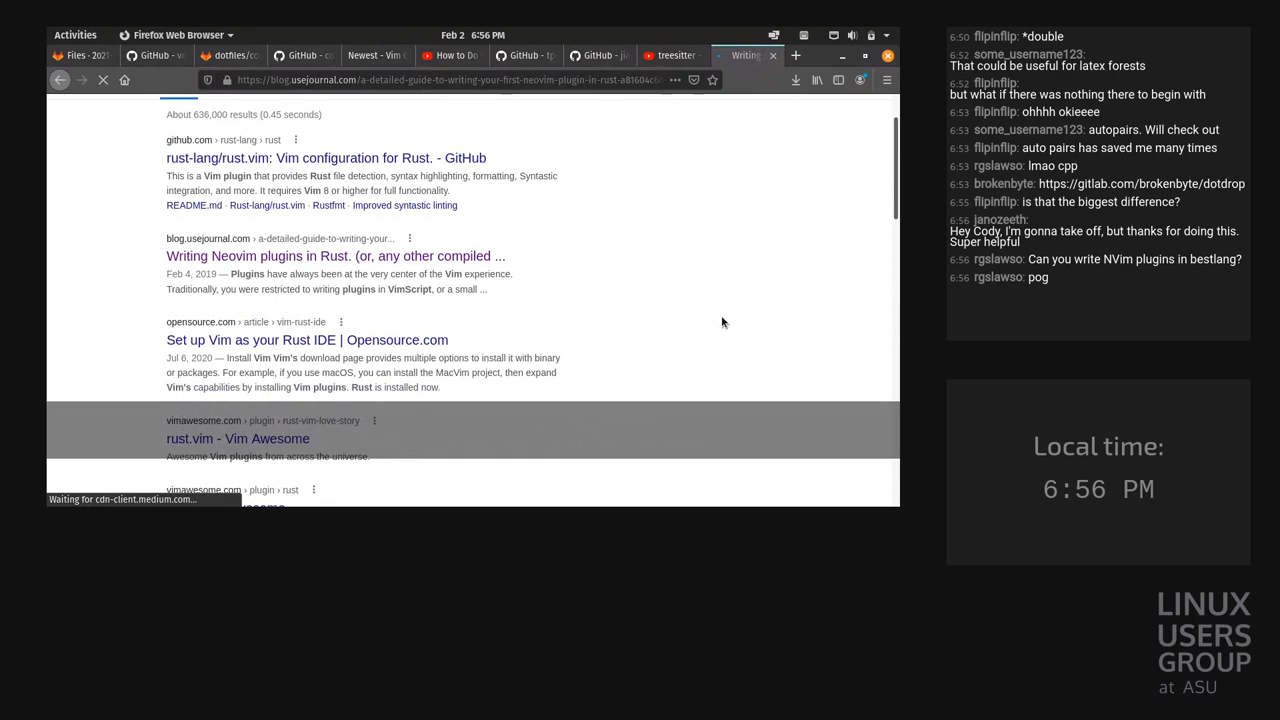 Activities
Firefox Web Browser
Feb 2 6:56 PM
Files · 202
GitHub - vc
dotfiles/co
GitHub - co
Newest - Vim C
How to Do
GitHub - tp
GitHub - jia
treesitter
Writing
https://blog.usejournal.com/a-detailed-guide-to-writing-your-first-neovim-plugin-in-rust-a81604c6
About 636,000 results (0.45 seconds)
github.com › rust-lang › rust
rust-lang/rust.vim: Vim configuration for Rust. - GitHub
This is a Vim plugin that provides Rust file detection, syntax highlighting, formatting, Syntastic
integration, and more. It requires Vim 8 or higher for full functionality.
README.md · Rust-lang/rust.vim · Rustfmt · Improved syntastic linting
blog.usejournal.com › a-detailed-guide-to-writing-your...
Writing Neovim plugins in Rust. (or, any other compiled ...
Feb 4, 2019 — Plugins have always been at the very center of the Vim experience.
Traditionally, you were restricted to writing plugins in VimScript, or a small ...
opensource.com › article › vim-rust-ide
Set up Vim as your Rust IDE | Opensource.com
Jul 6, 2020 — Install Vim Vim's download page provides multiple options to install it with binary
or packages. For example, if you use macOS, you can install the MacVim project, then expand
Vim's capabilities by installing Vim plugins. Rust is installed now.
vimawesome.com › plugin › rust-vim-love-story
rust.vim - Vim Awesome
Awesome Vim plugins from across the universe.
vimawesome.com › plugin › rust
Waiting for cdn-client.medium.com...
6:50 flipinflip: *double
6:52 some_username123:
That could be useful for latex forests
6:52 flipinflip:
but what if there was nothing there to begin with
6:53 flipinflip: ohhhh okieeee
6:53 some_username123: autopairs. Will check out
6:53 flipinflip: auto pairs has saved me many times
6:53 rgslawso: lmao cpp
6:53 brokenbyte: https://gitlab.com/brokenbyte/dotdrop
6:55 flipinflip: is that the biggest difference?
6:56 janozeeth:
Hey Cody, I'm gonna take off, but thanks for doing this.
Super helpful
6:56 rgslawso: Can you write NVim plugins in bestlang?
6:56 rgslawso: pog
Local time:
6:56 PM
LINUX
USERS
GROUP
at ASU